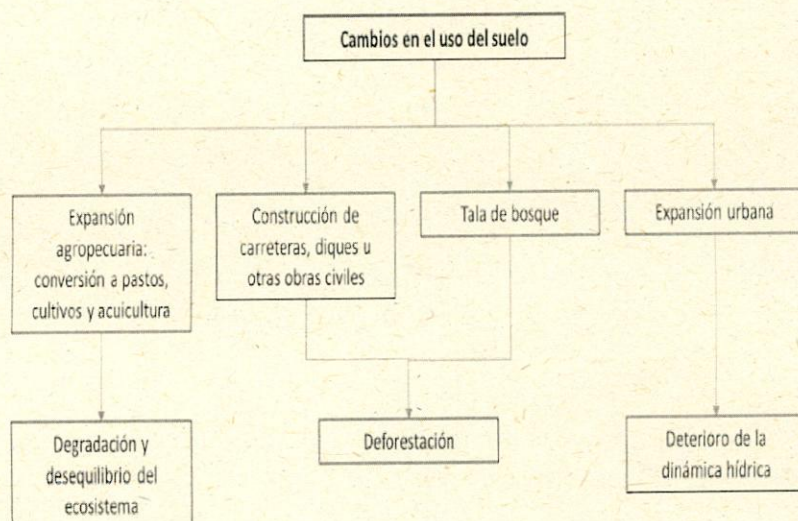 Cambios en el uso del suelo
Expansión
agropecuaria:
conversión a pastos,
cultivos y acuicultura
Construcción de
carreteras, diques u
otras obras civiles
Tala de bosque
Expansión urbana
Degradación y
desequilibrio del
ecosistema
Deforestación
Deterioro de la
dinámica hídrica